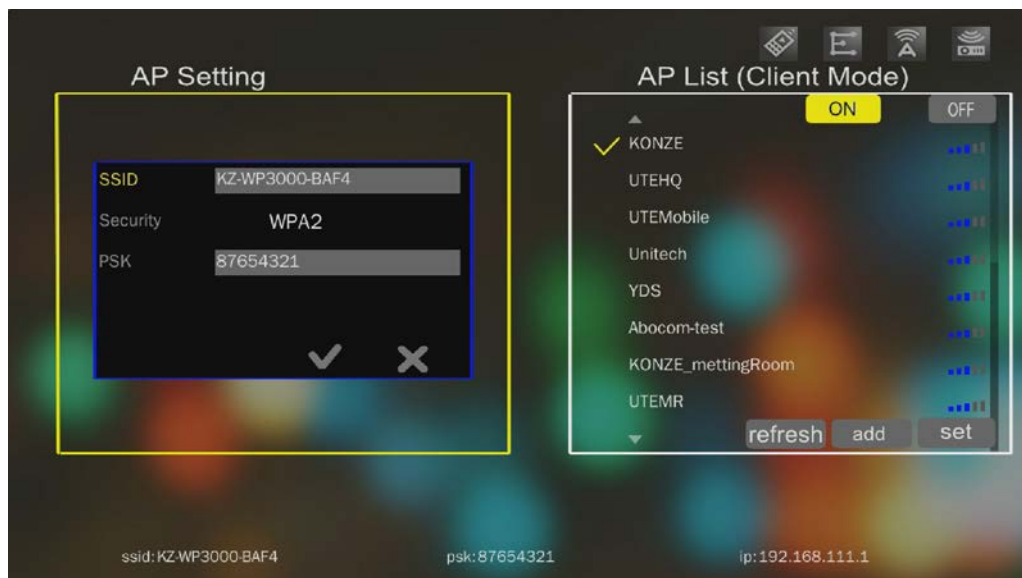 AP Setting
SSID KZ-WP3000-BAF4
Security WPA2
PSK 87654321
AP List (Client Mode)
ON OFF
KONZE
UTEHQ
UTEMobile
Unitech
YDS
Abocom-test
KONZE_mettingRoom
UTEMR
refresh add set
ssid:KZ-WP3000-BAF4 psk:87654321 ip:192.168.111.1